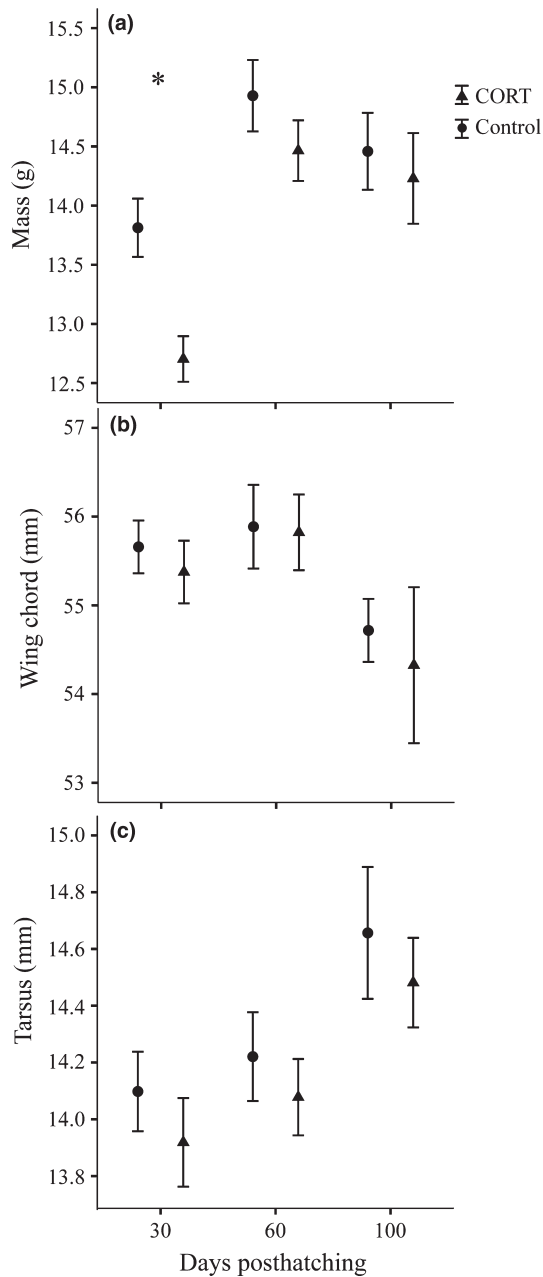 (a)
*
15.5
15.0
14.5
14.0
13.5
13.0
12.5
Mass (g)
CORT
Control
(b)
57
56
55
54
53
Wing chord (mm)
(c)
15.0
14.8
14.6
14.4
14.2
14.0
13.8
Tarsus (mm)
30 60 100
Days posthatching